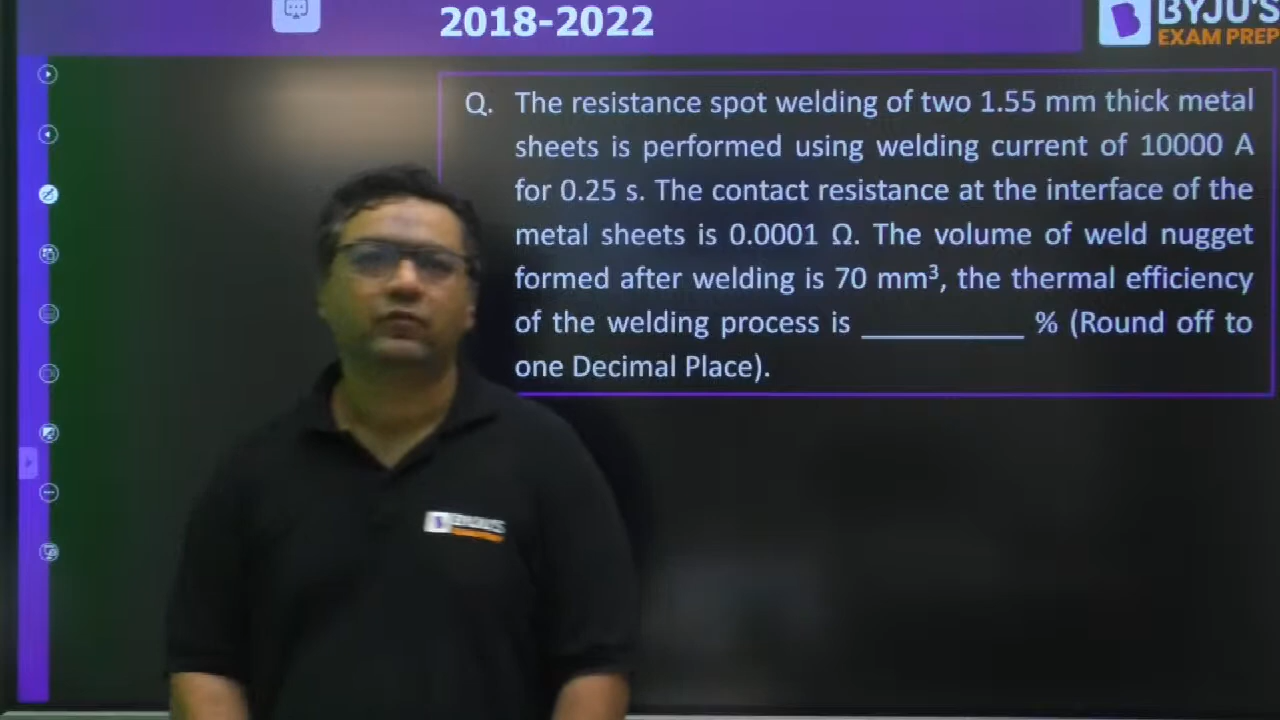 2018-2022
BYJU'S
EXAM PREP
Q. The resistance spot welding of two 1.55 mm thick metal
sheets is performed using welding current of 10000 A
for 0.25 s. The contact resistance at the interface of the
metal sheets is 0.0001 Ω. The volume of weld nugget
formed after welding is 70 mm³, the thermal efficiency
of the welding process is __________ % (Round off to
one Decimal Place).
BYJU'S